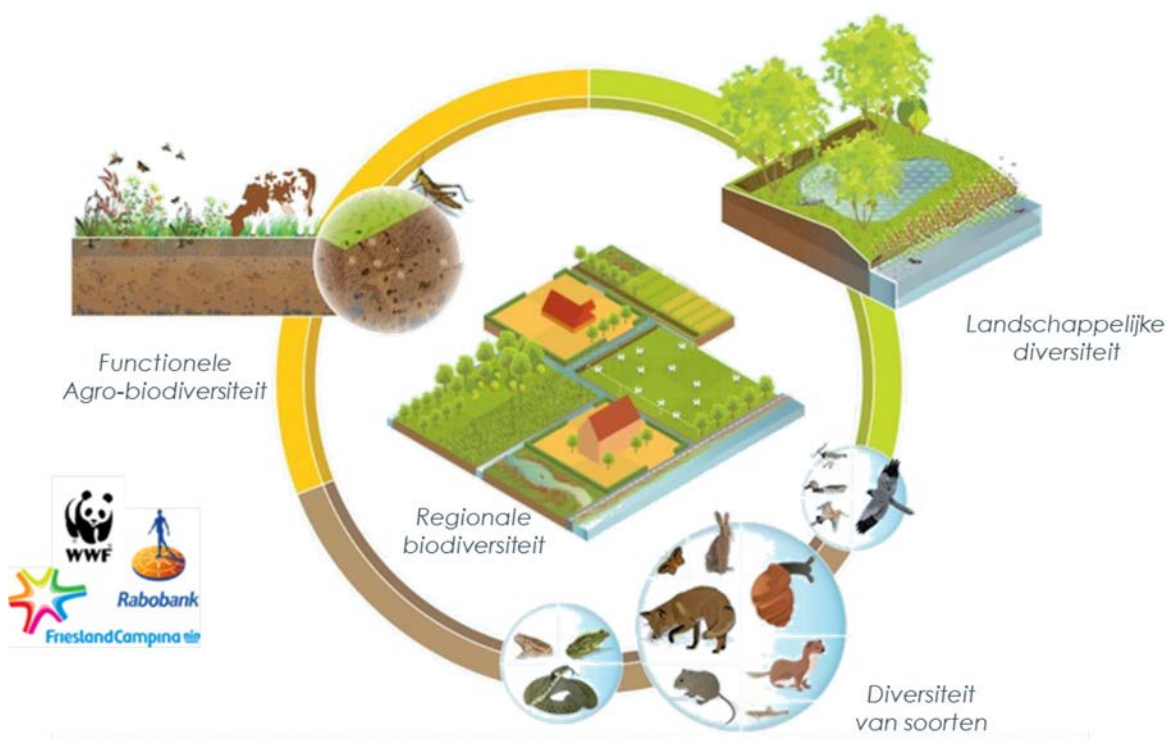 Functionele
Agro-biodiversiteit
Landschappelijke
diversiteit
Regionale
biodiversiteit
Diversiteit
van soorten
WWF
Rabobank
FrieslandCampina